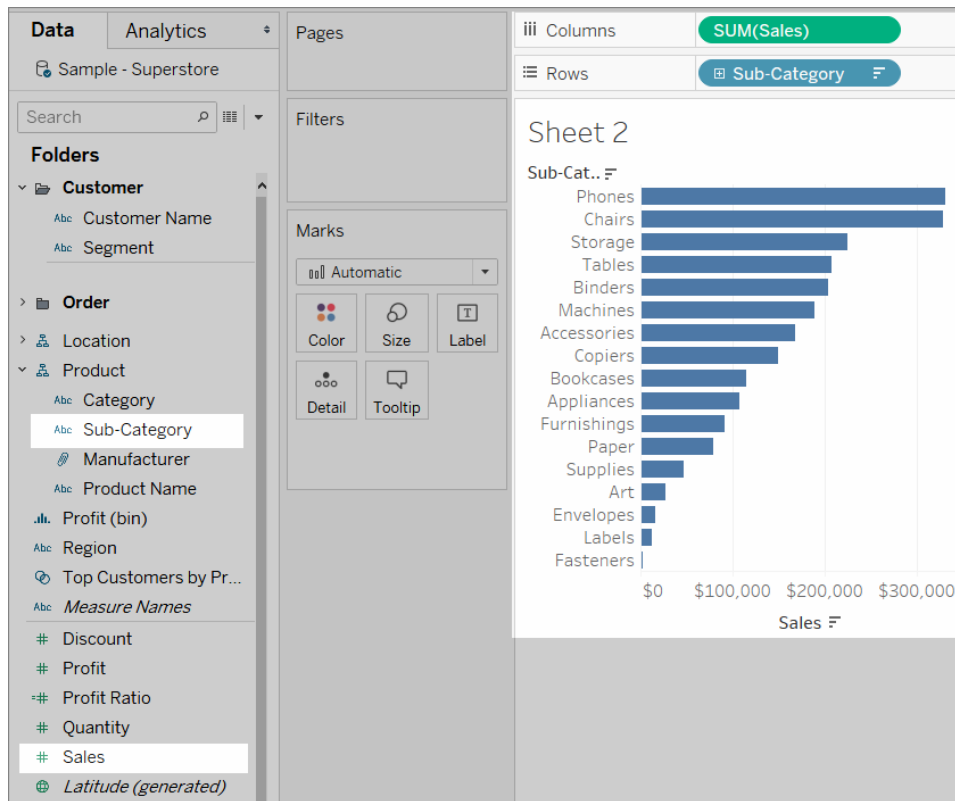 Data
Analytics
Sample - Superstore
Search
Folders
Customer
Abc Customer Name
Abc Segment
Order
Location
Product
Abc Category
Abc Sub-Category
Manufacturer
Abc Product Name
Profit (bin)
Abc Region
Top Customers by Pr...
Abc Measure Names
# Discount
# Profit
=# Profit Ratio
# Quantity
# Sales
Latitude (generated)
Pages
Filters
Marks
Automatic
Color
Size
T
Label
Detail
Tooltip
iii Columns
SUM(Sales)
Rows
Sub-Category
Sheet 2
Sub-Cat..
Phones
Chairs
Storage
Tables
Binders
Machines
Accessories
Copiers
Bookcases
Appliances
Furnishings
Paper
Supplies
Art
Envelopes
Labels
Fasteners
$0 $100,000 $200,000 $300,000
Sales